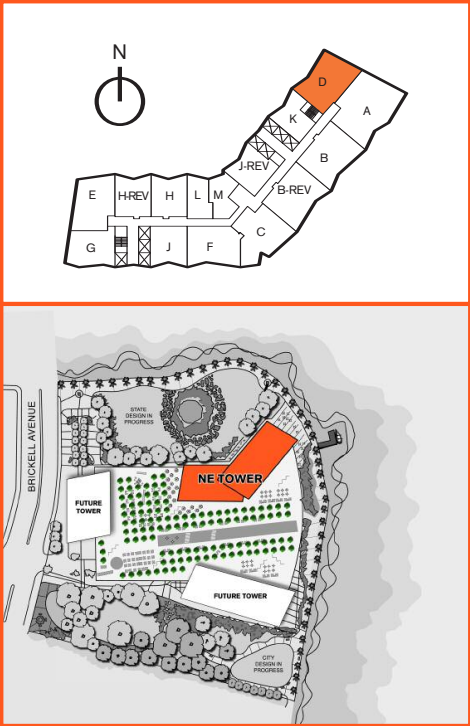 N
D
A
K
B
J-REV
B-REV
E
H-REV
H
L
M
C
G
J
F
BRICKELL AVENUE
STATE
DESIGN IN
PROGRESS
NE TOWER
FUTURE
TOWER
FUTURE TOWER
CITY
DESIGN IN
PROGRESS